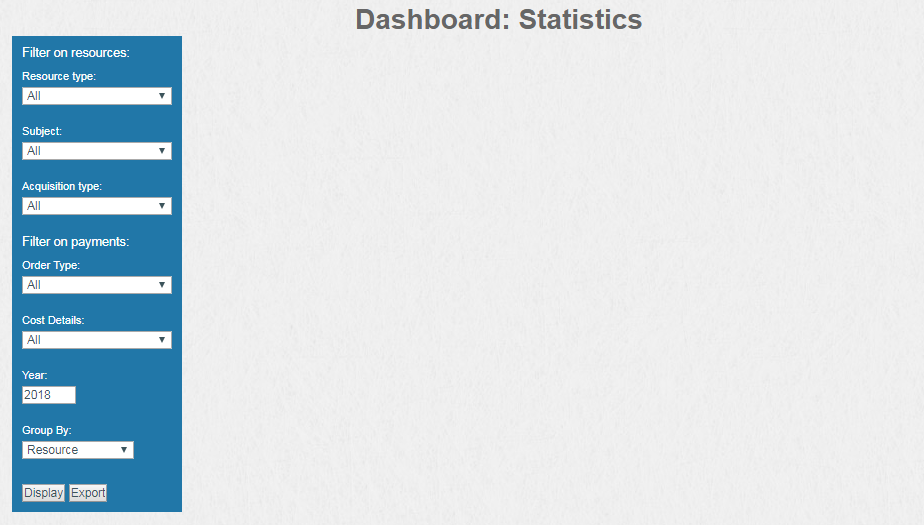 Dashboard: Statistics
Filter on resources:
Resource type:
All
Subject:
All
Acquisition type:
All
Filter on payments:
Order Type:
All
Cost Details:
All
Year:
2018
Group By:
Resource
Display Export